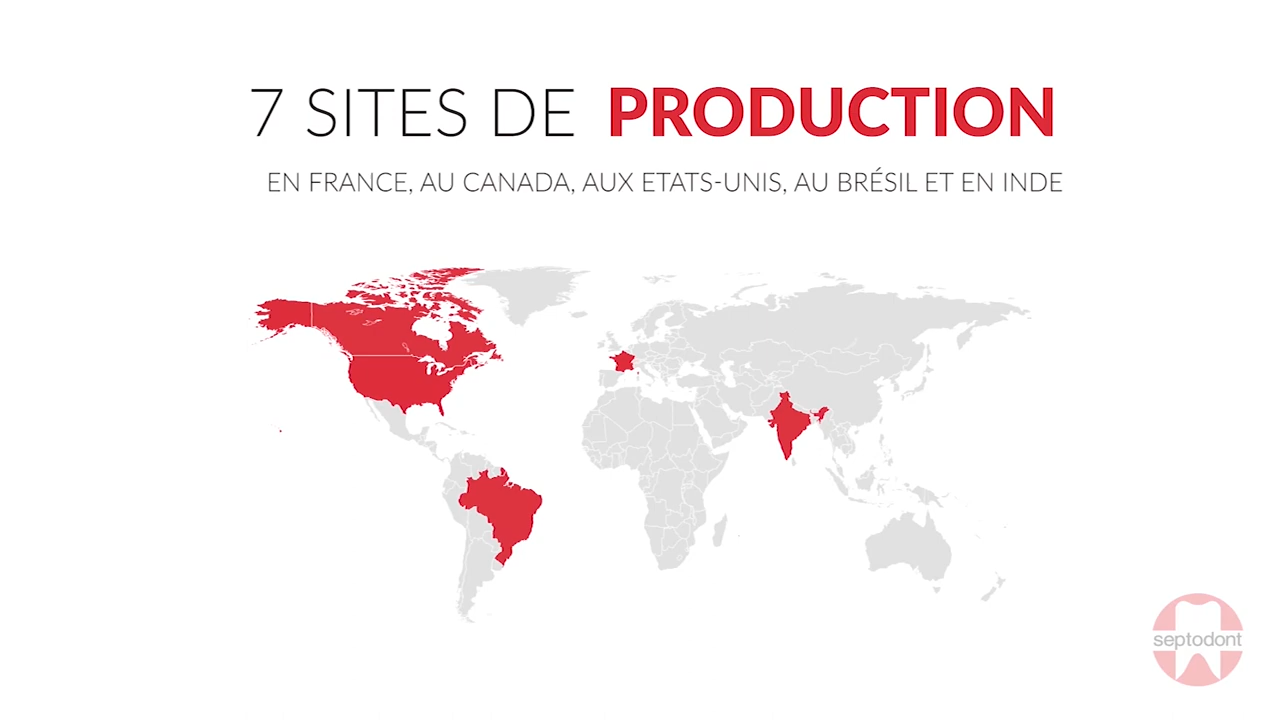 7 SITES DE PRODUCTION
EN FRANCE, AU CANADA, AUX ETATS-UNIS, AU BRÉSIL ET EN INDE
septodont